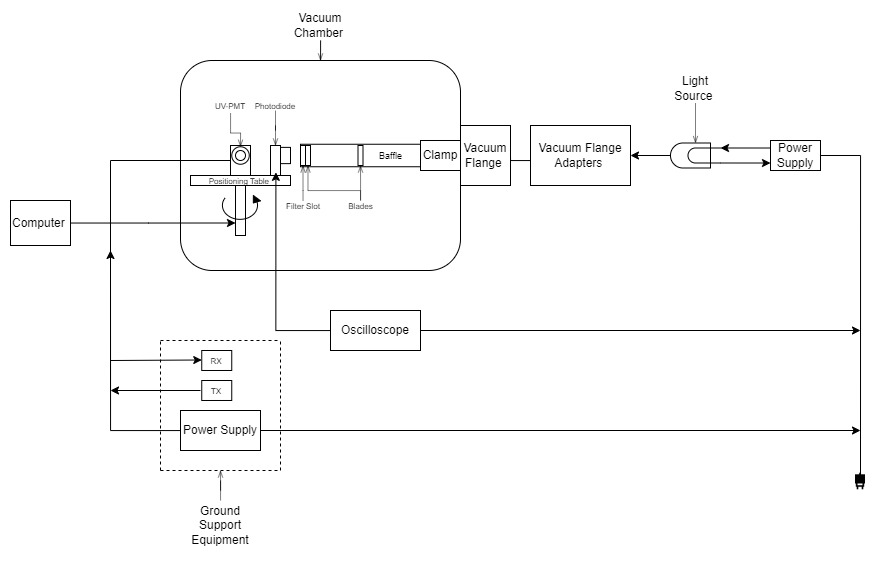 Vacuum
Chamber
Light
Source
UV-PMT
Photodiode
Baffle
Clamp
Vacuum
Flange
Vacuum Flange
Adapters
Power
Supply
Positioning Table
Filter Slot
Blades
Computer
Oscilloscope
RX
TX
Power Supply
Ground
Support
Equipment